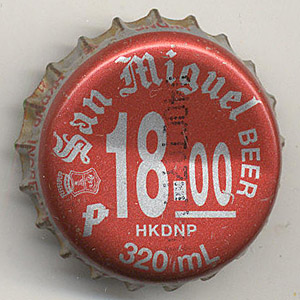 San Miguel
BEER
₱18.00
HKDNP
320 mL